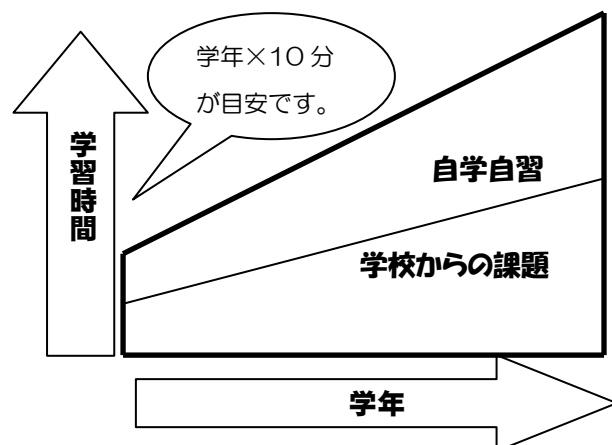 学年×10分
が目安です。
学習時間
自学自習
学校からの課題
学年